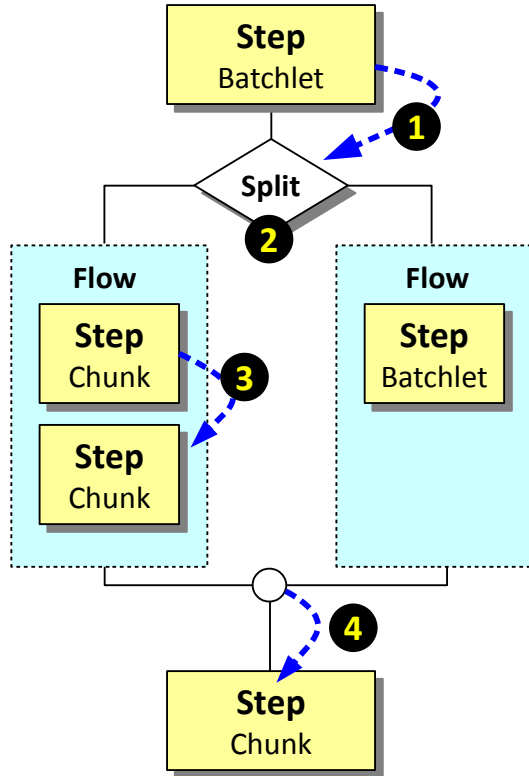 Step
Batchlet
1
Split
2
Flow
Step
Chunk
3
Step
Chunk
Flow
Step
Batchlet
4
Step
Chunk